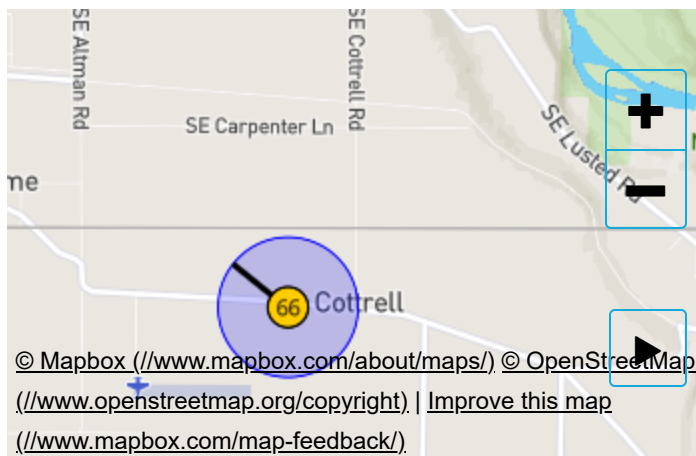 SE Altman Rd
SE Cottrell Rd
SE Carpenter Ln
SE Lusted Rd
me
66
Cottrell
© Mapbox (//www.mapbox.com/about/maps/) © OpenStreetMap
(//www.openstreetmap.org/copyright) | Improve this map
(//www.mapbox.com/map-feedback/)